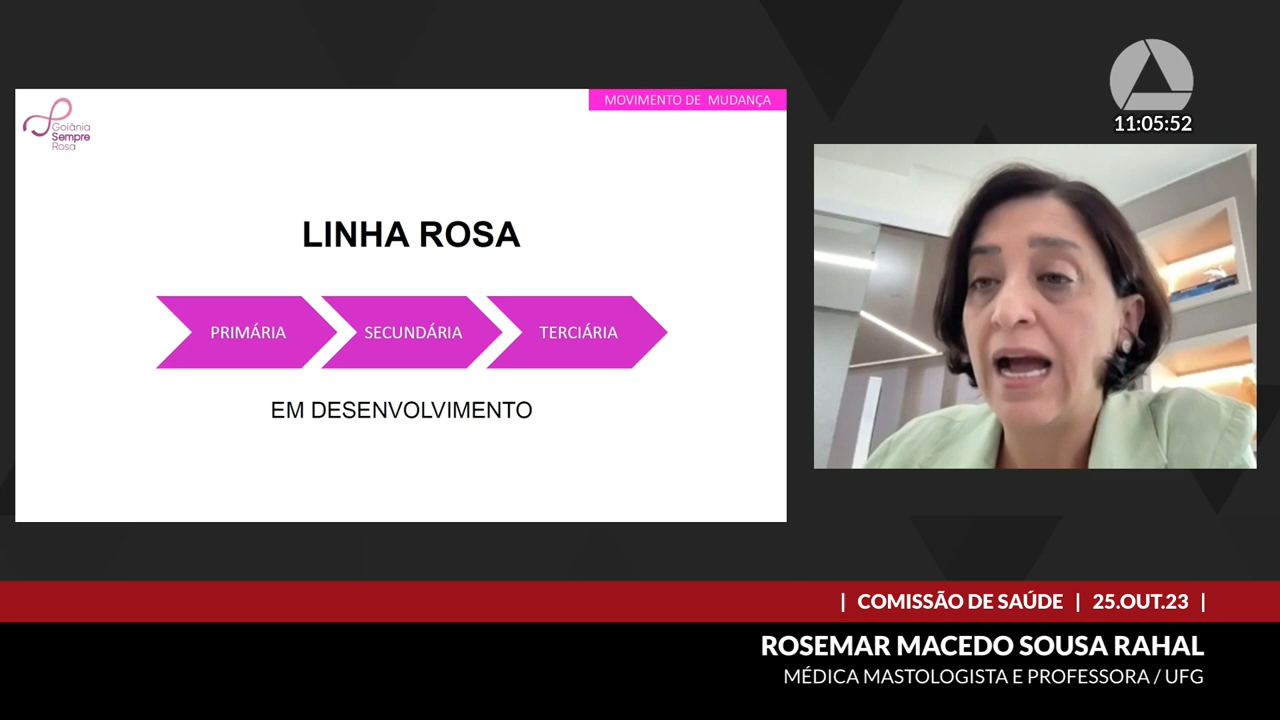 MOVIMENTO DE MUDANÇA
Goiânia
Sempre
Rosa
LINHA ROSA
PRIMÁRIA
SECUNDÁRIA
TERCIÁRIA
EM DESENVOLVIMENTO
11:05:52
| COMISSÃO DE SAÚDE | 25.OUT.23 |
ROSEMAR MACEDO SOUSA RAHAL
MÉDICA MASTOLOGISTA E PROFESSORA / UFG